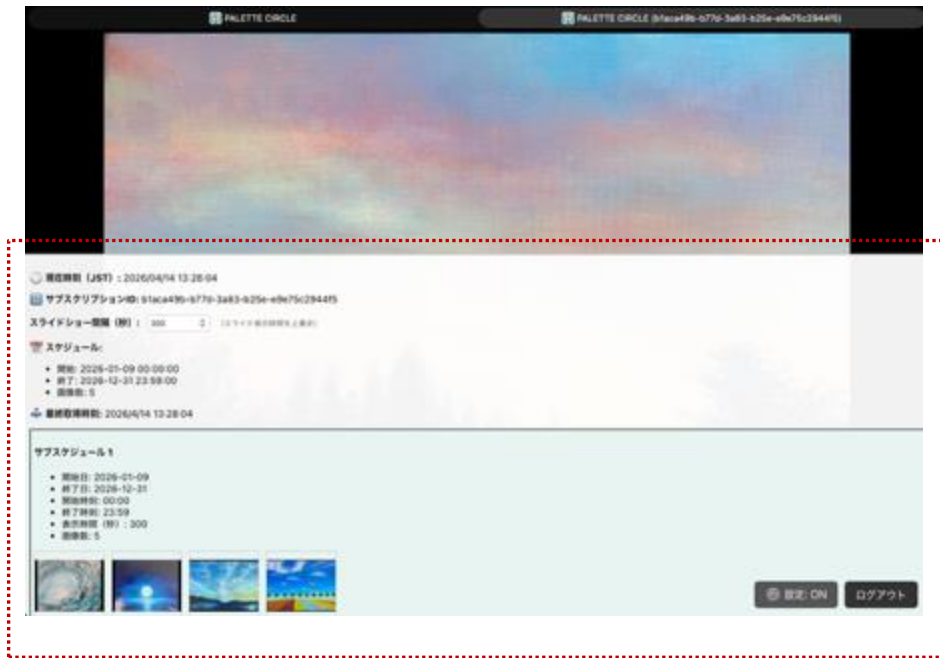 PALETTE CIRCLE
PALETTE CIRCLE (b1aca49b-b77d-3a83-b25e-e9e75c2944f5)
現在時刻（JST）: 2026/04/14 13:28:04
サブスクリプションID: b1aca49b-b77d-3a83-b25e-e9e75c2944f5
スライドショー間隔（秒）: 300
スケジュール:
開始: 2026-01-09 00:00:00
終了: 2026-12-31 23:59:00
画像数: 5
最終取得時刻: 2026/4/14 13:28:04
サブスケジュール 1
開始日: 2026-01-09
終了日: 2026-12-31
開始時刻: 00:00
終了時刻: 23:59
表示時間（秒）: 300
画像数: 5
設定: ON
ログアウト